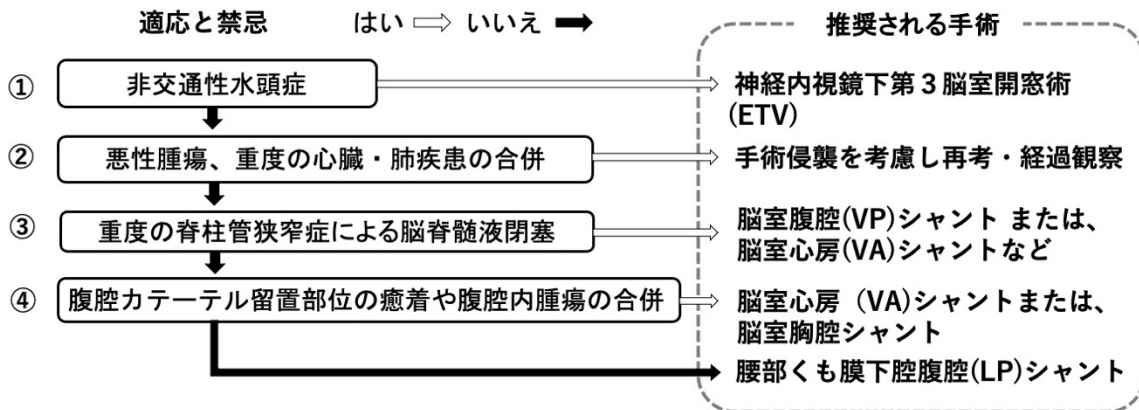 適応と禁忌 はい ⇨ いいえ ➡ 推奨される手術
① 非交通性水頭症
神経内視鏡下第３脳室開窓術
(ETV)
② 悪性腫瘍、重度の心臓・肺疾患の合併
手術侵襲を考慮し再考・経過観察
③ 重度の脊柱管狭窄症による脳脊髄液閉塞
脳室腹腔(VP)シャント または、
脳室心房(VA)シャントなど
④ 腹腔カテーテル留置部位の癒着や腹腔内腫瘍の合併
脳室心房（VA)シャントまたは、
脳室胸腔シャント
腰部くも膜下腔腹腔(LP)シャント